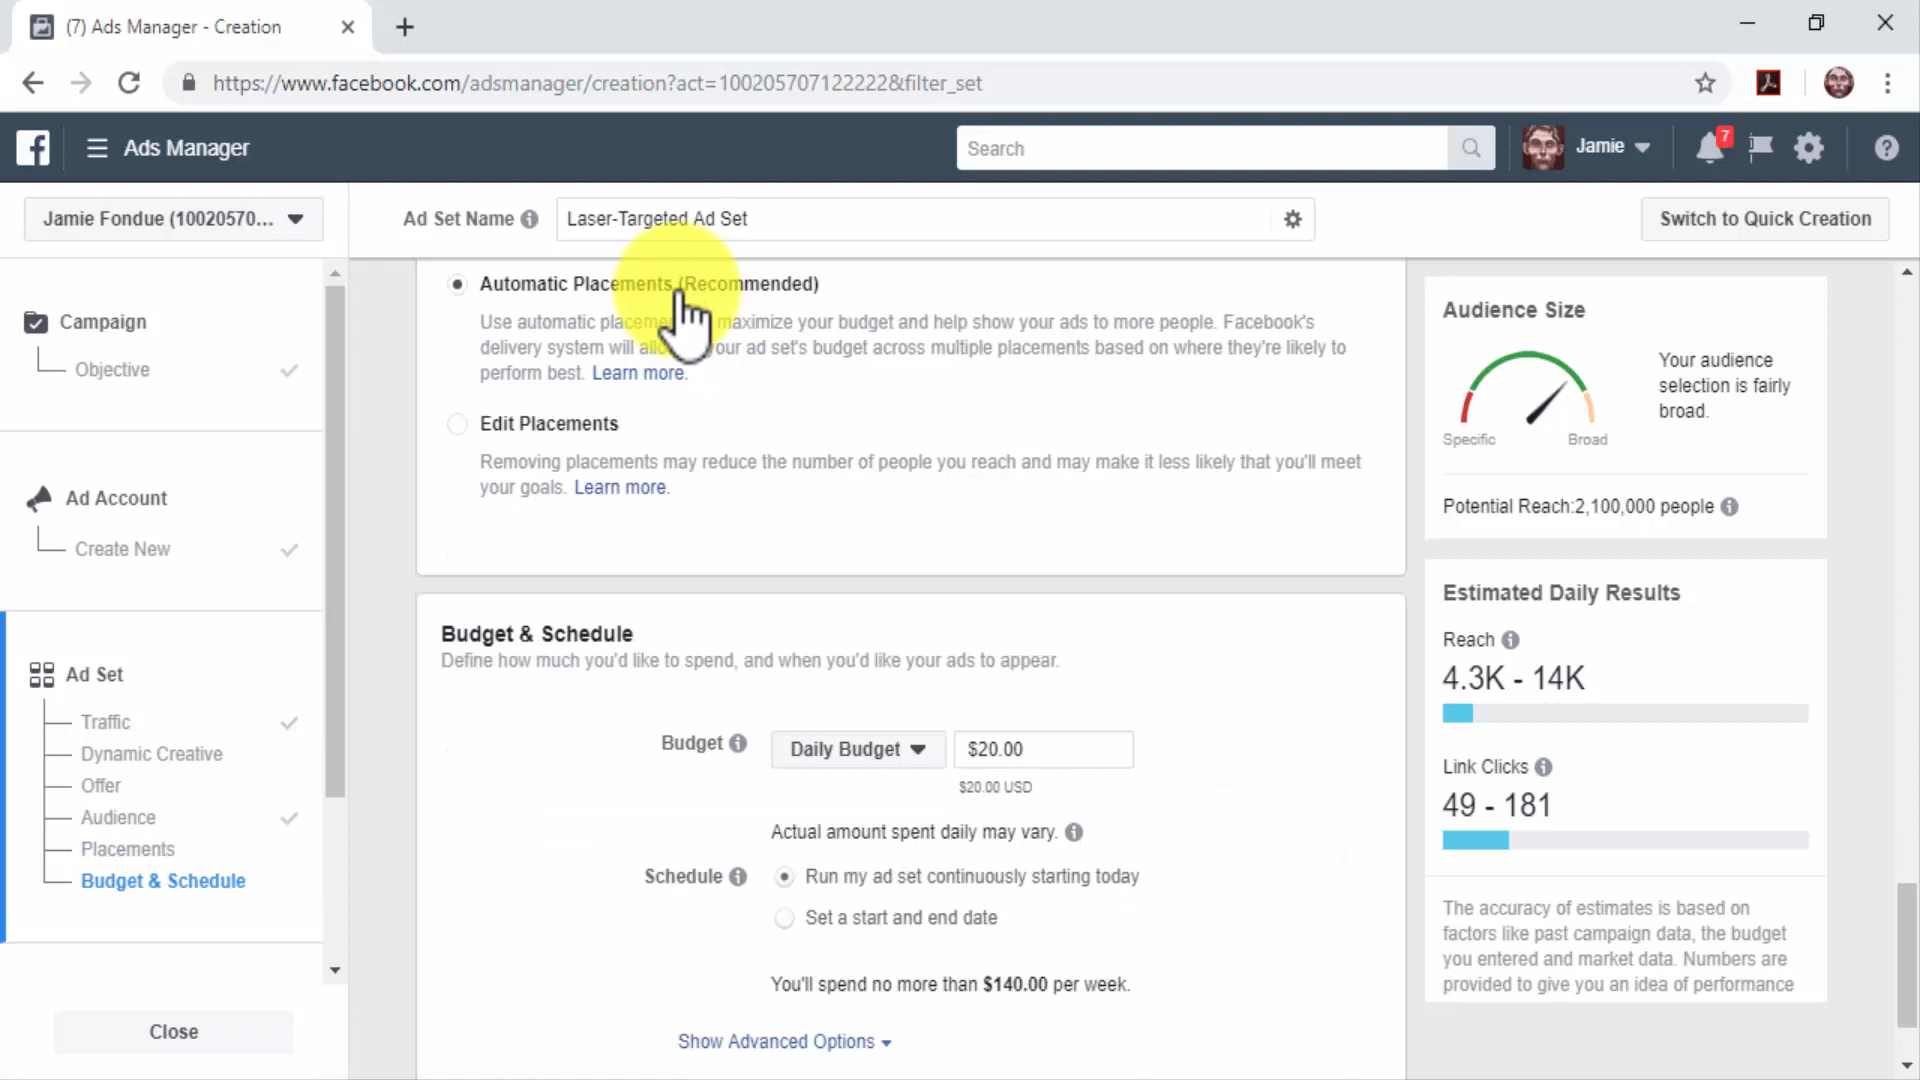 (7) Ads Manager - Creation
https://www.facebook.com/adsmanager/creation?act=100205707122222&filter_set
Ads Manager
Search
Jamie
7
Jamie Fondue (10020570...
Ad Set Name
Laser-Targeted Ad Set
Switch to Quick Creation
Campaign
Objective
Ad Account
Create New
Ad Set
Traffic
Dynamic Creative
Offer
Audience
Placements
Budget & Schedule
Close
Automatic Placements (Recommended)
Use automatic maximize your budget and help show your ads to more people. Facebook's
delivery system will your ad set's budget across multiple placements based on where they're likely to
perform best. Learn more.
Edit Placements
Removing placements may reduce the number of people you reach and may make it less likely that you'll meet
your goals. Learn more.
Budget & Schedule
Define how much you'd like to spend, and when you'd like your ads to appear.
Budget
Daily Budget
$20.00
$20.00 USD
Actual amount spent daily may vary.
Schedule
Run my ad set continuously starting today
Set a start and end date
You'll spend no more than $140.00 per week.
Show Advanced Options
Audience Size
Specific
Broad
Your audience
selection is fairly
broad.
Potential Reach:2,100,000 people
Estimated Daily Results
Reach
4.3K - 14K
Link Clicks
49 - 181
The accuracy of estimates is based on
factors like past campaign data, the budget
you entered and market data. Numbers are
provided to give you an idea of performance